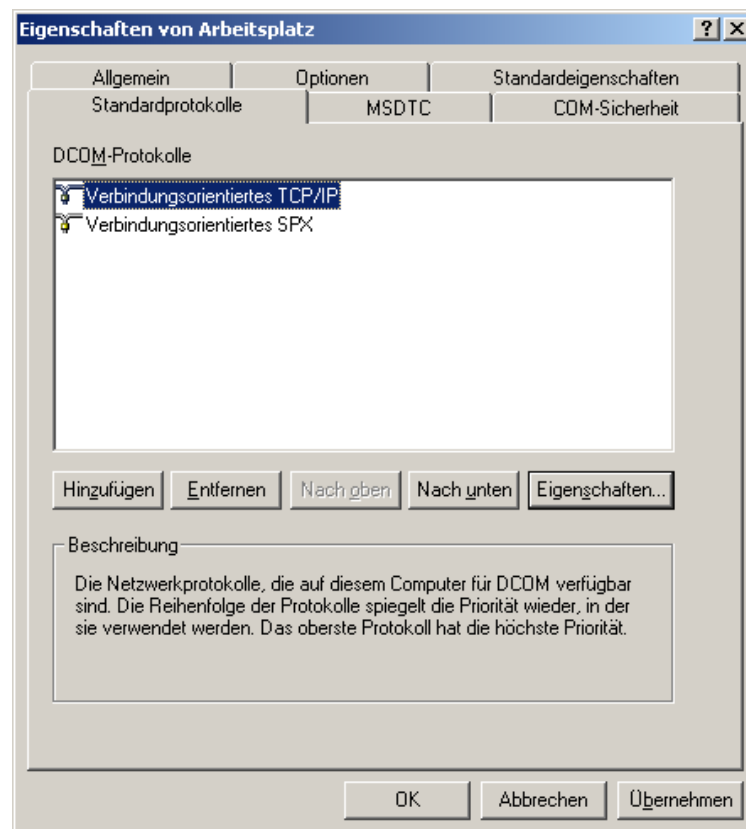 Eigenschaften von Arbeitsplatz
Allgemein
Optionen
Standardeigenschaften
Standardprotokolle
MSDTC
COM-Sicherheit
DCOM-Protokolle
Verbindungsorientiertes TCP/IP
Verbindungsorientiertes SPX
Hinzufügen
Entfernen
Nach oben
Nach unten
Eigenschaften...
Beschreibung
Die Netzwerkprotokolle, die auf diesem Computer für DCOM verfügbar
sind. Die Reihenfolge der Protokolle spiegelt die Priorität wieder, in der
sie verwendet werden. Das oberste Protokoll hat die höchste Priorität.
OK
Abbrechen
Übernehmen